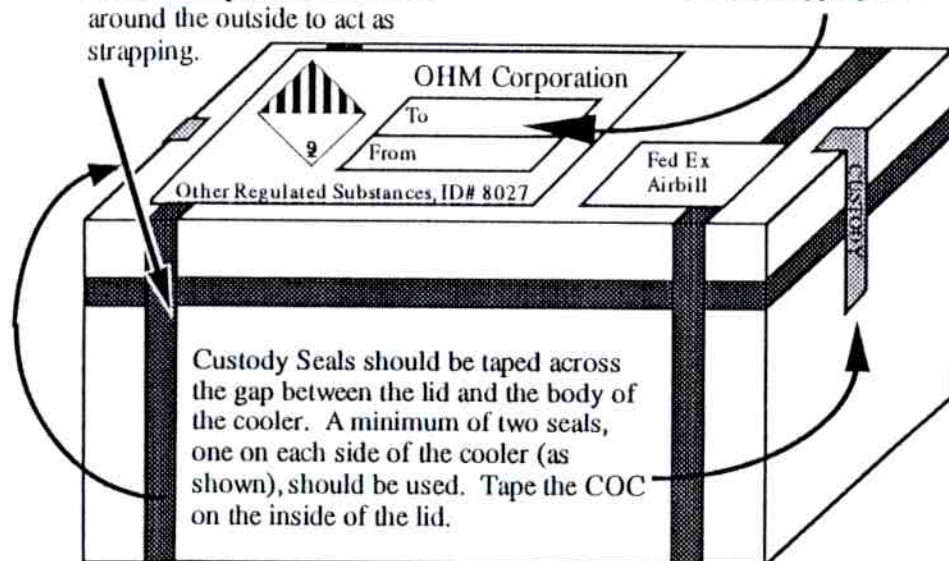 around the outside to act as
strapping.
OHM Corporation
To
From
9
Other Regulated Substances, ID# 8027
Fed Ex
Airbill
CUSTODY
Custody Seals should be taped across
the gap between the lid and the body of
the cooler. A minimum of two seals,
one on each side of the cooler (as
shown), should be used. Tape the COC
on the inside of the lid.